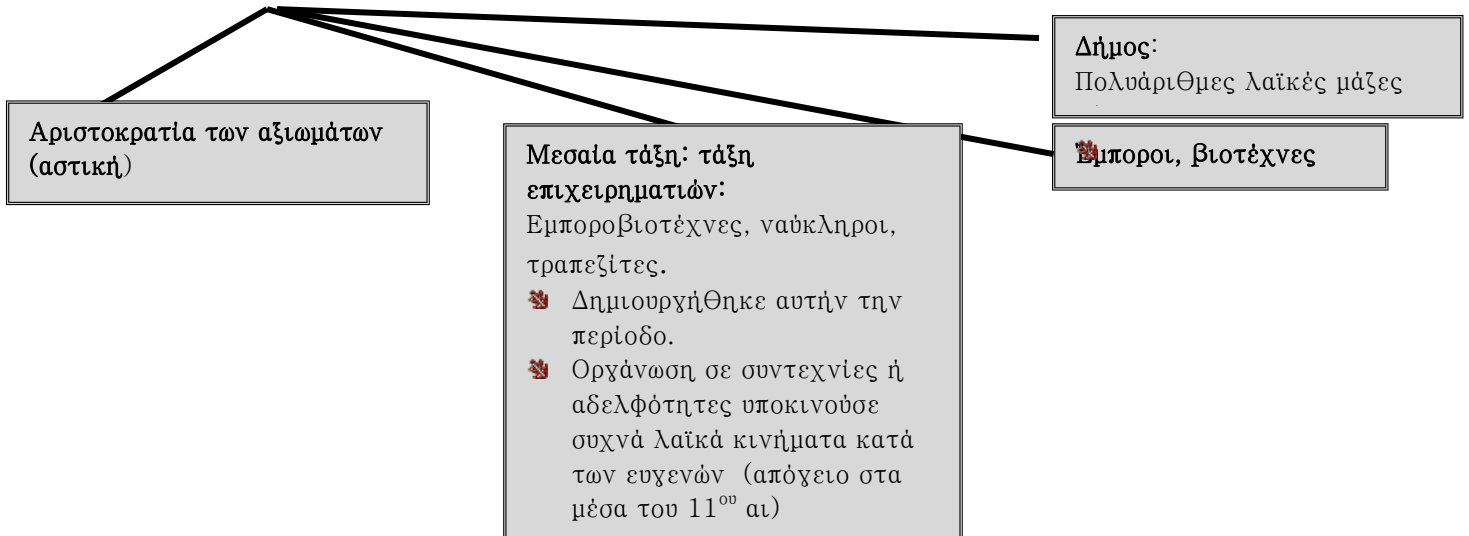 Αριστοκρατία των αξιωμάτων
(αστική)
Μεσαία τάξη: τάξη
επιχειρηματιών:
Εμποροβιοτέχνες, ναύκληροι,
τραπεζίτες.
Δημιουργήθηκε αυτήν την
περίοδο.
Οργάνωση σε συντεχνίες ή
αδελφότητες υποκινούσε
συχνά λαϊκά κινήματα κατά
των ευγενών (απόγειο στα
μέσα του 11ου αι)
Δήμος:
Πολυάριθμες λαϊκές μάζες
Έμποροι, βιοτέχνες